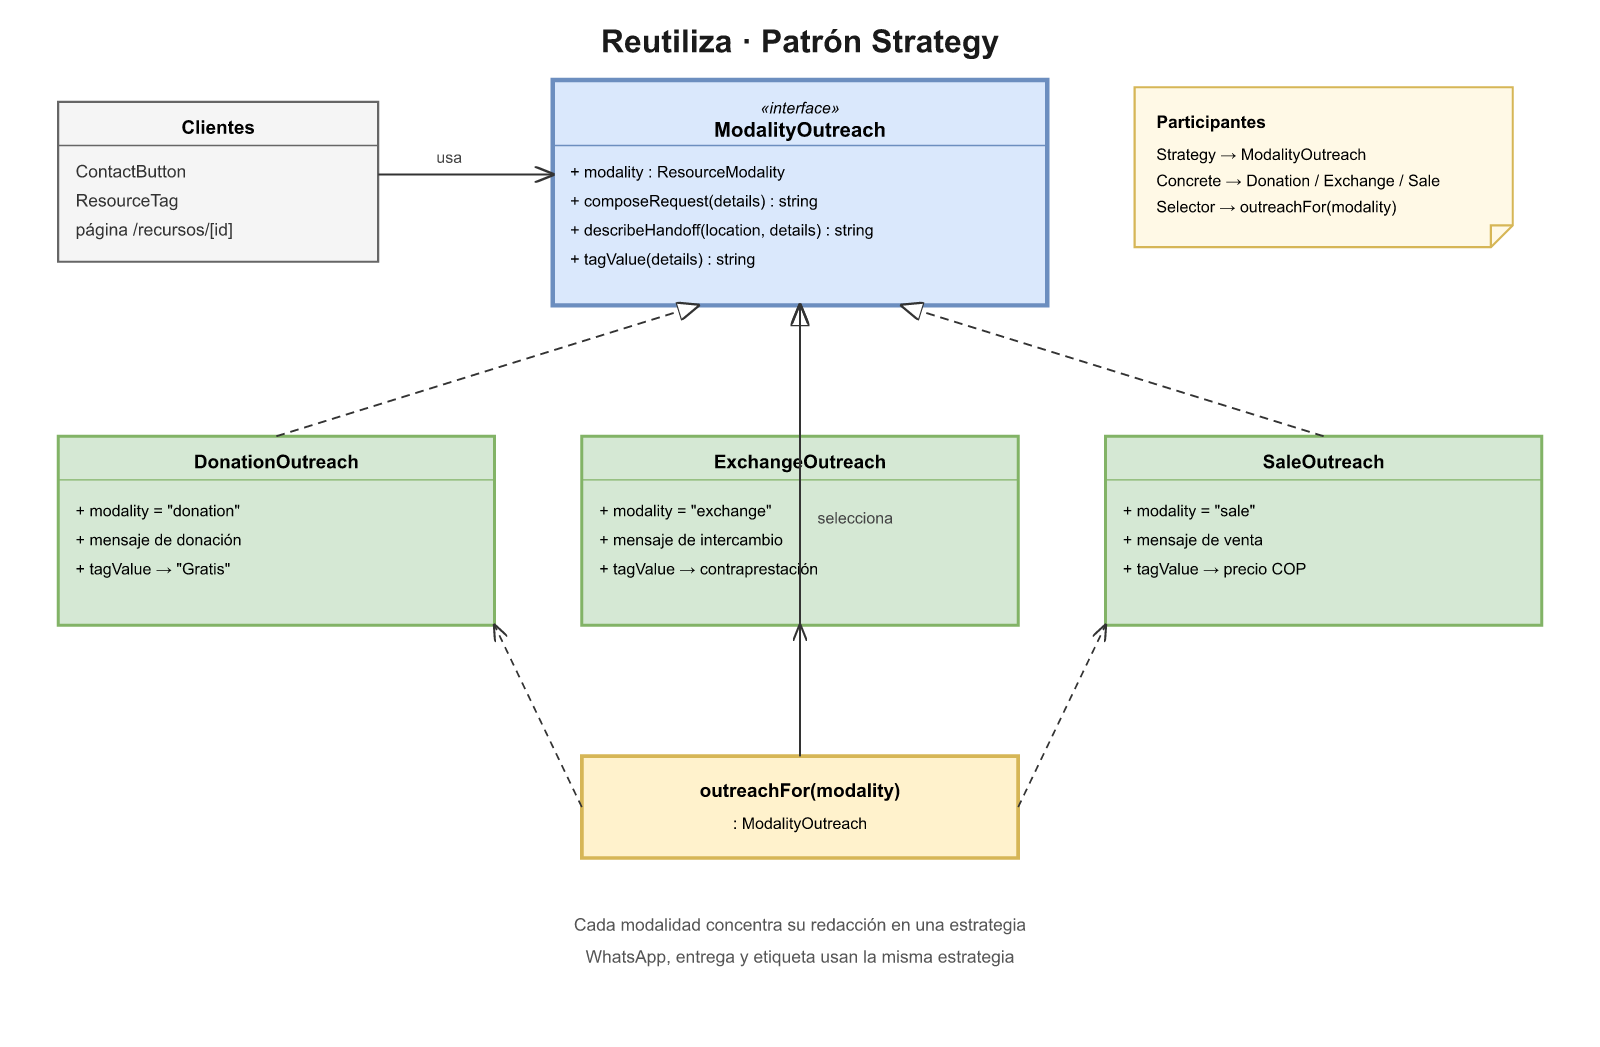 Reutiliza · Patrón Strategy
Clientes
ContactButton
ResourceTag
página /recursos/[id]
usa
«interface»
ModalityOutreach
+ modality : ResourceModality
+ composeRequest(details) : string
+ describeHandoff(location, details) : string
+ tagValue(details) : string
Participantes
Strategy → ModalityOutreach
Concrete → Donation / Exchange / Sale
Selector → outreachFor(modality)
DonationOutreach
+ modality = "donation"
+ mensaje de donación
+ tagValue → "Gratis"
ExchangeOutreach
+ modality = "exchange"
+ mensaje de intercambio
+ tagValue → contraprestación
selecciona
SaleOutreach
+ modality = "sale"
+ mensaje de venta
+ tagValue → precio COP
outreachFor(modality)
: ModalityOutreach
Cada modalidad concentra su redacción en una estrategia
WhatsApp, entrega y etiqueta usan la misma estrategia